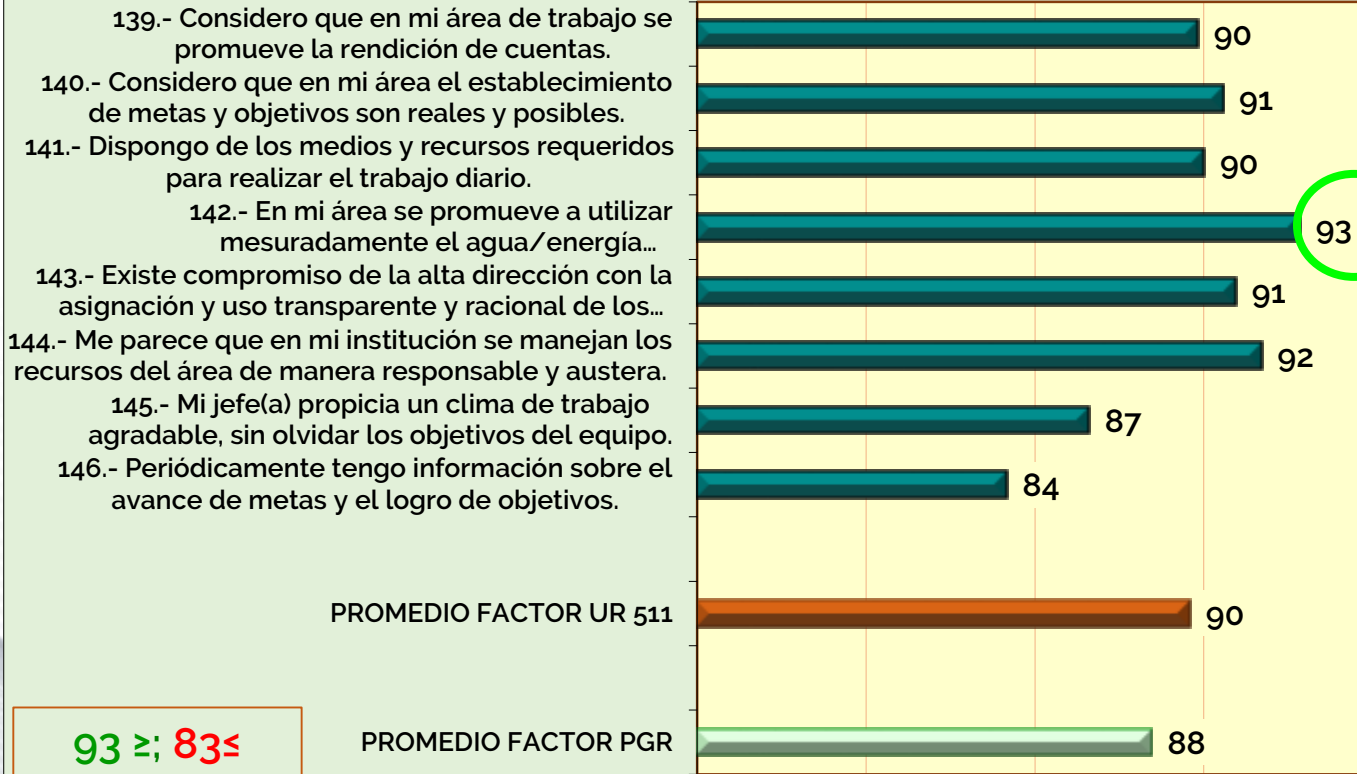 139.- Considero que en mi área de trabajo se
promueve la rendición de cuentas.
90
140.- Considero que en mi área el establecimiento
de metas y objetivos son reales y posibles.
91
141.- Dispongo de los medios y recursos requeridos
para realizar el trabajo diario.
90
142.- En mi área se promueve a utilizar
mesuradamente el agua/energía...
93
143.- Existe compromiso de la alta dirección con la
asignación y uso transparente y racional de los...
91
144.- Me parece que en mi institución se manejan los
recursos del área de manera responsable y austera.
92
145.- Mi jefe(a) propicia un clima de trabajo
agradable, sin olvidar los objetivos del equipo.
87
146.- Periódicamente tengo información sobre el
avance de metas y el logro de objetivos.
84
PROMEDIO FACTOR UR 511
90
93 ≥; 83≤
PROMEDIO FACTOR PGR
88